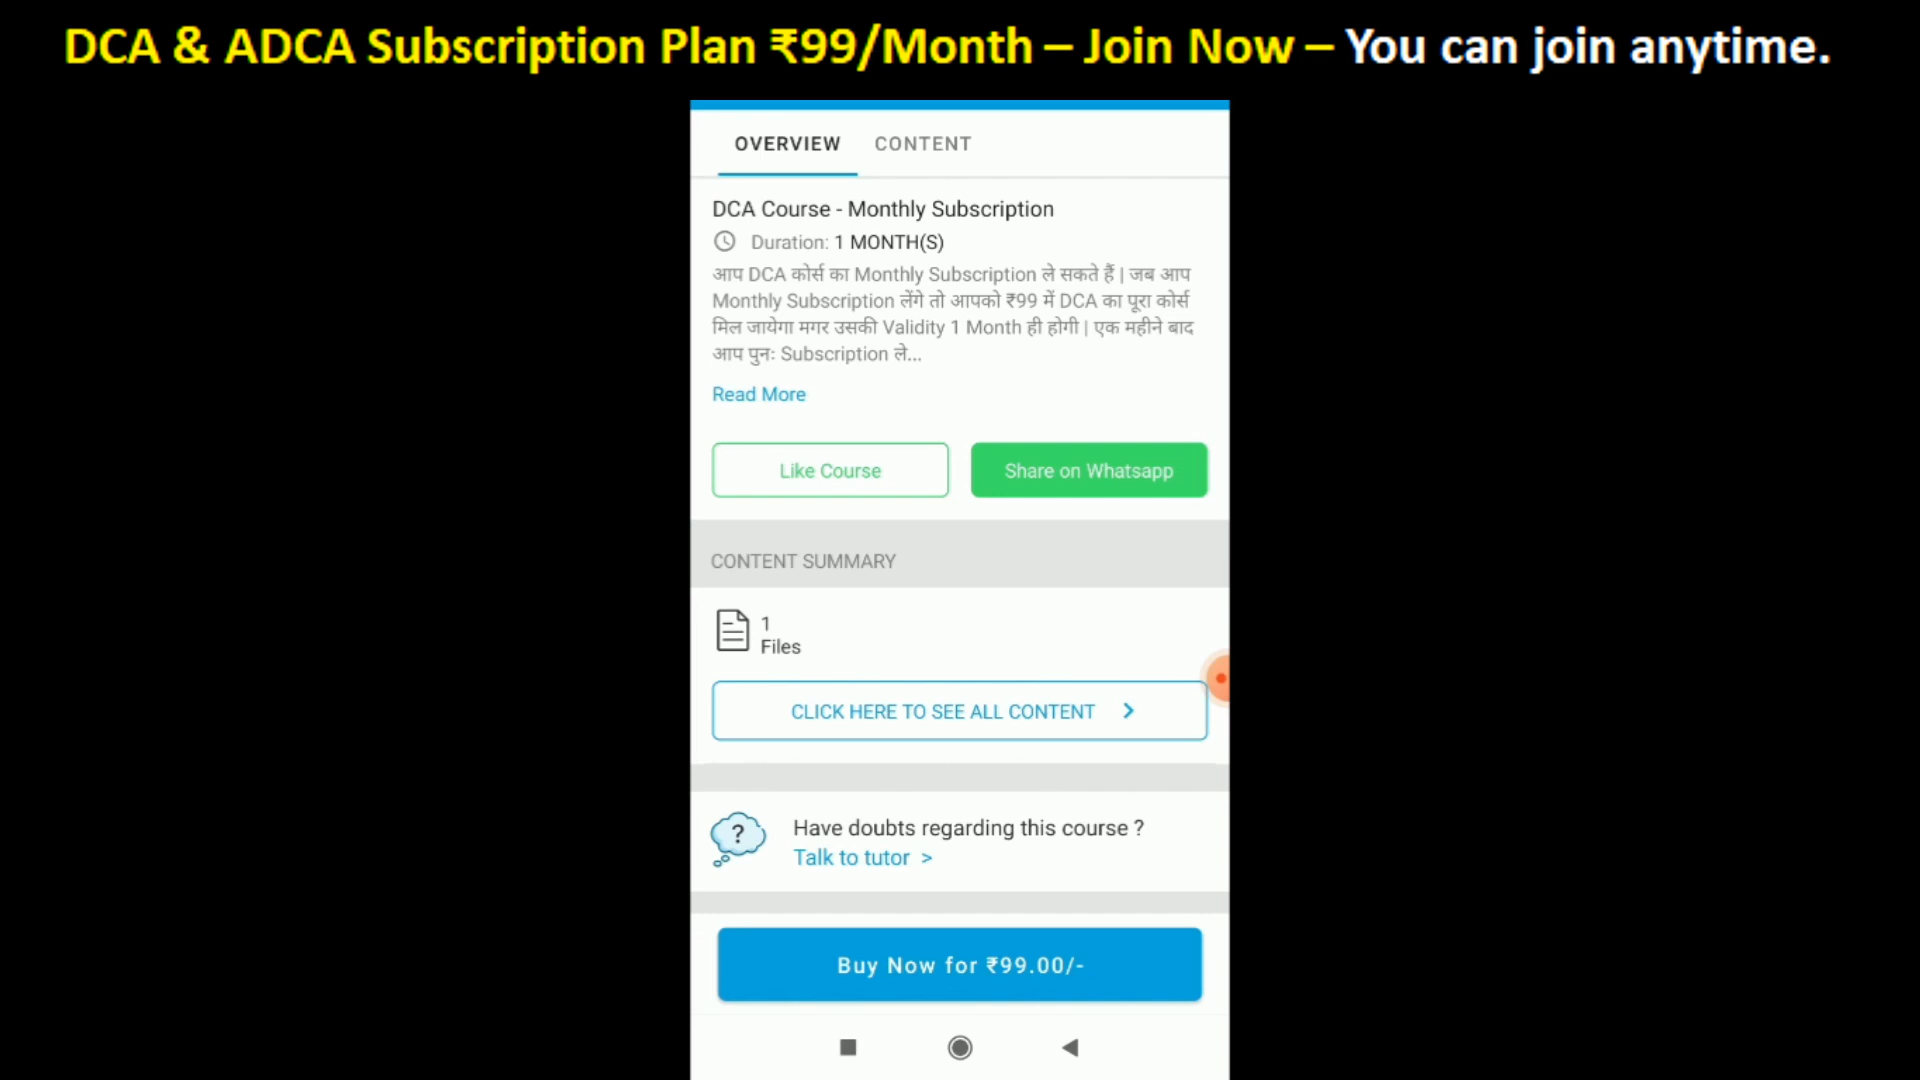 DCA & ADCA Subscription Plan ₹99/Month – Join Now – You can join anytime.
OVERVIEW CONTENT
DCA Course - Monthly Subscription
Duration: 1 MONTH(S)
आप DCA कोर्स का Monthly Subscription ले सकते हैं | जब आप
Monthly Subscription लेंगे तो आपको ₹99 में DCA का पूरा कोर्स
मिल जायेगा मगर उसकी Validity 1 Month ही होगी | एक महीने बाद
आप पुनः Subscription ले...
Read More
Like Course Share on Whatsapp
CONTENT SUMMARY
1
Files
CLICK HERE TO SEE ALL CONTENT >
?
Have doubts regarding this course ?
Talk to tutor >
Buy Now for ₹99.00/-